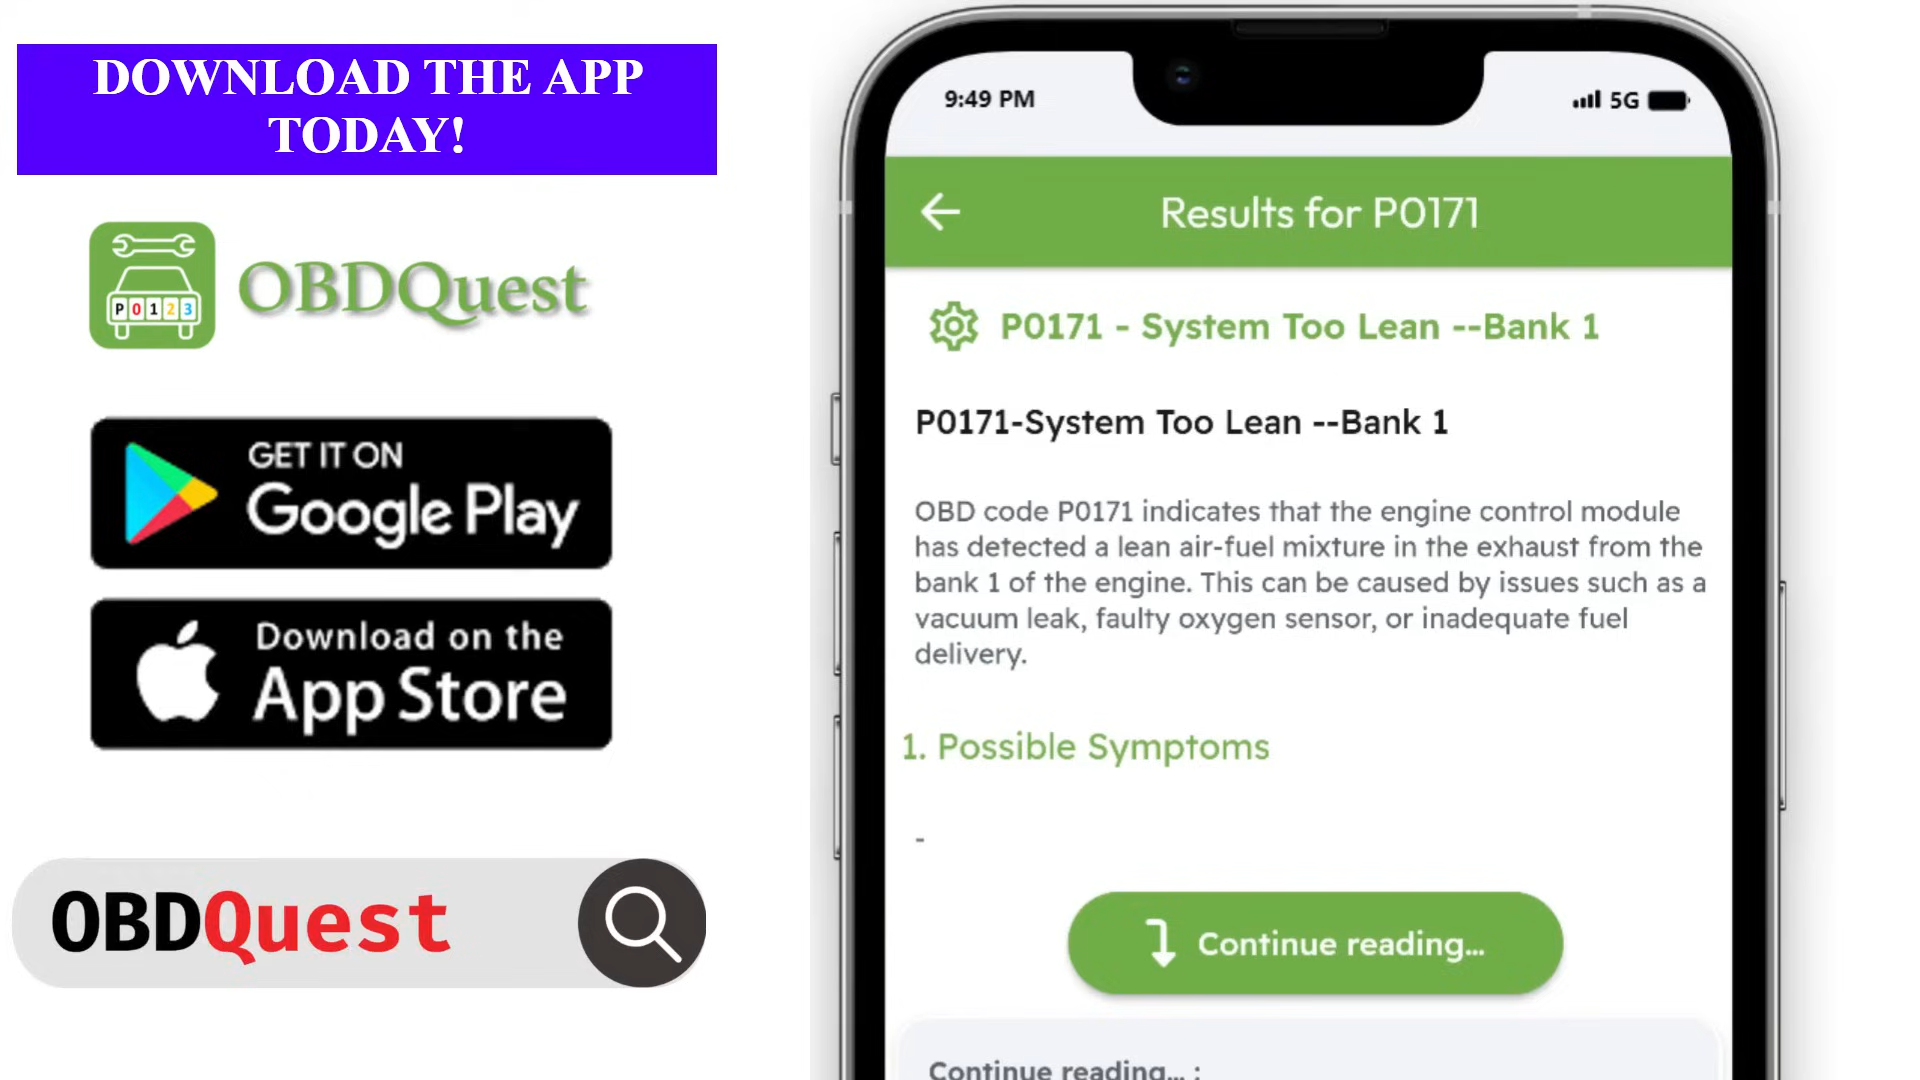 DOWNLOAD THE APP
TODAY!
P0123
OBDQuest
GET IT ON
Google Play
Download on the
App Store
OBDQuest
9:49 PM
5G
Results for P0171
P0171 - System Too Lean --Bank 1
P0171-System Too Lean --Bank 1
OBD code P0171 indicates that the engine control module
has detected a lean air-fuel mixture in the exhaust from the
bank 1 of the engine. This can be caused by issues such as a
vacuum leak, faulty oxygen sensor, or inadequate fuel
delivery.
1. Possible Symptoms
-
Continue reading...
Continue reading... :